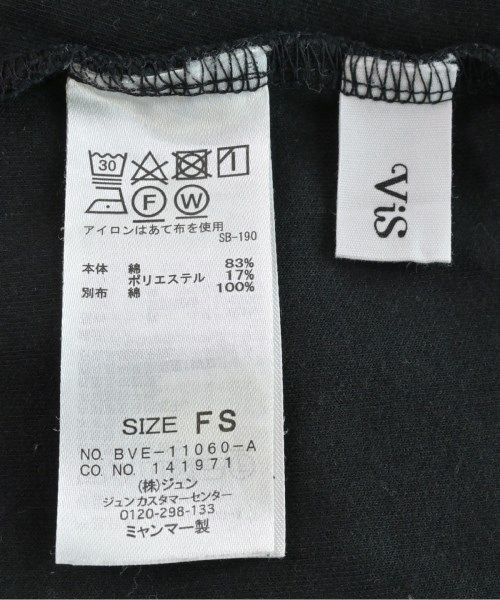 30
F W
アイロンはあて布を使用
SB-190
本体 綿 83%
ポリエステル 17%
別布 綿 100%
SIZE FS
NO. BVE-11060-A
CO. NO. 141971
(株)ジュン
ジュンカスタマーセンター
0120-298-133
ミャンマー製
ViS